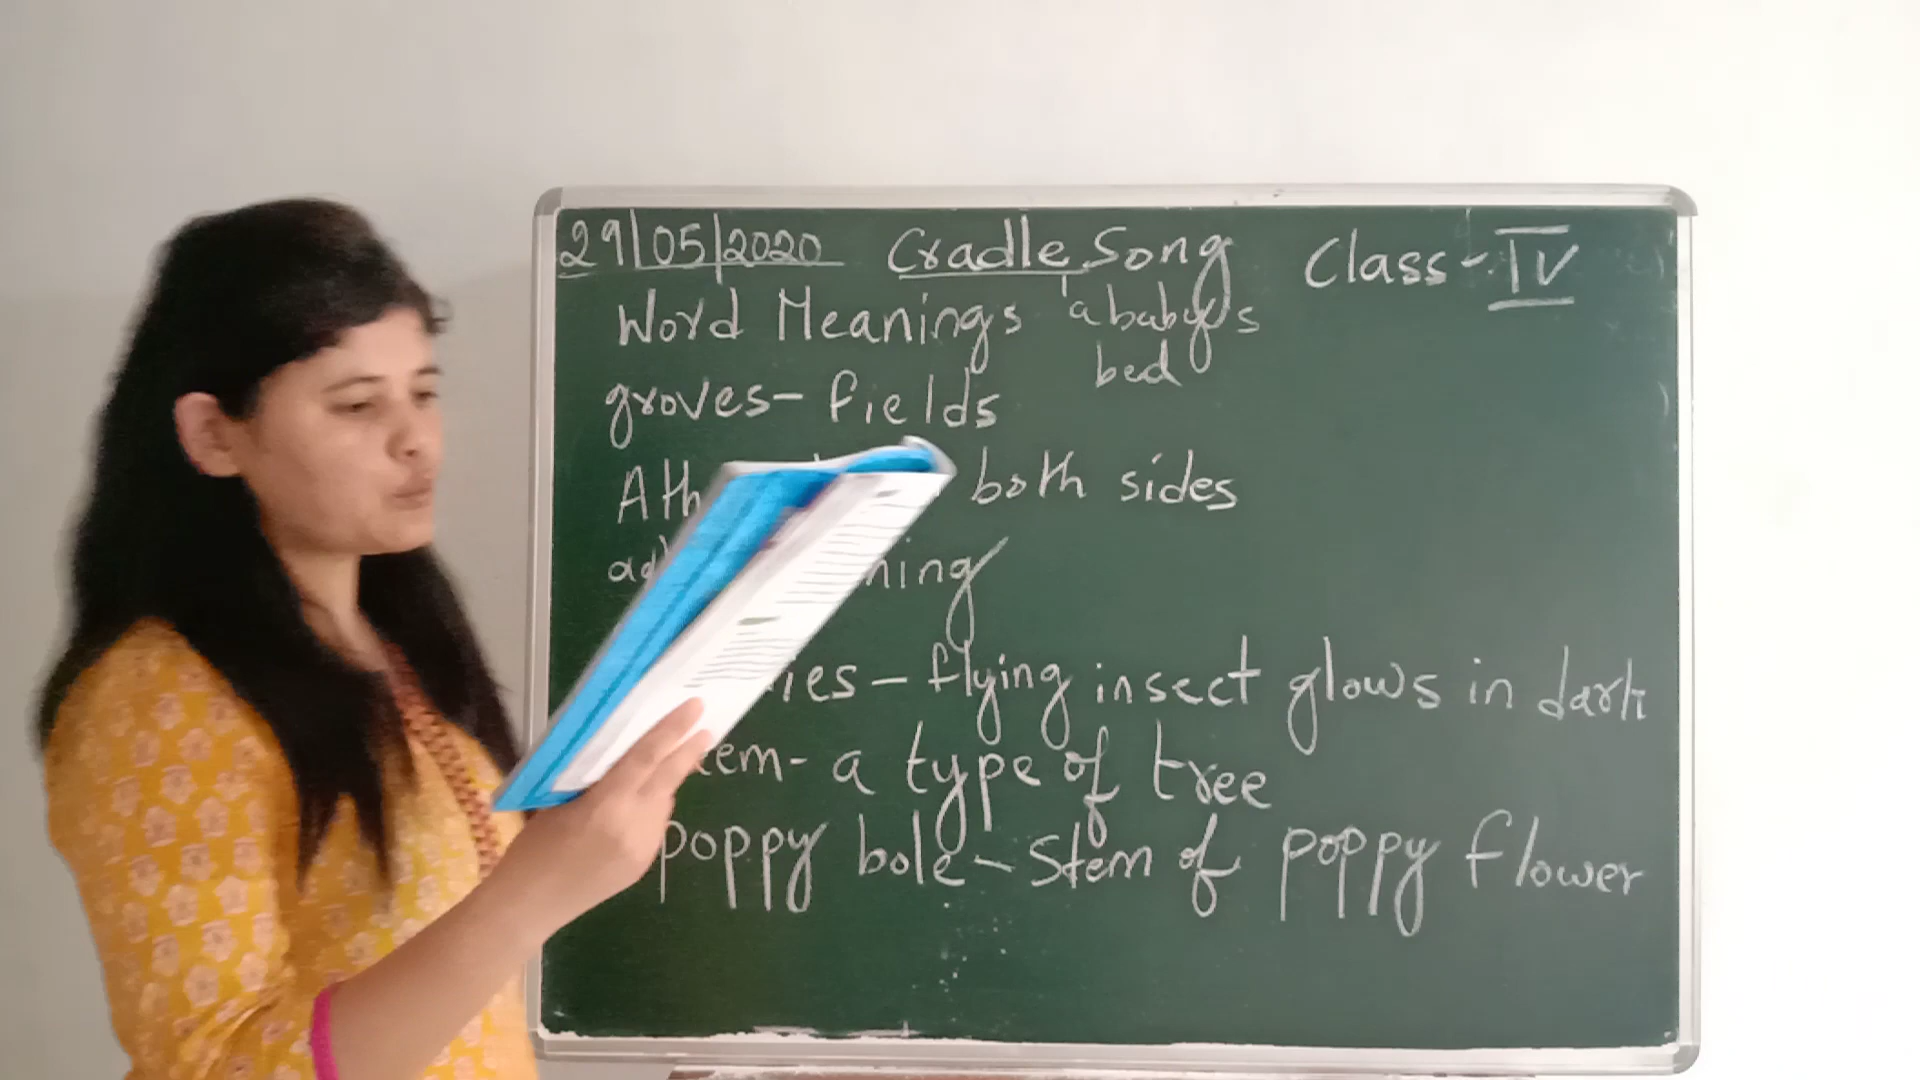 29/05/2020 Cradle Song Class-IV
Word Meanings a baby's
bed
groves- fields
both sides
flying insect glows in dark
a type of tree
poppy bole- Stem of poppy flower